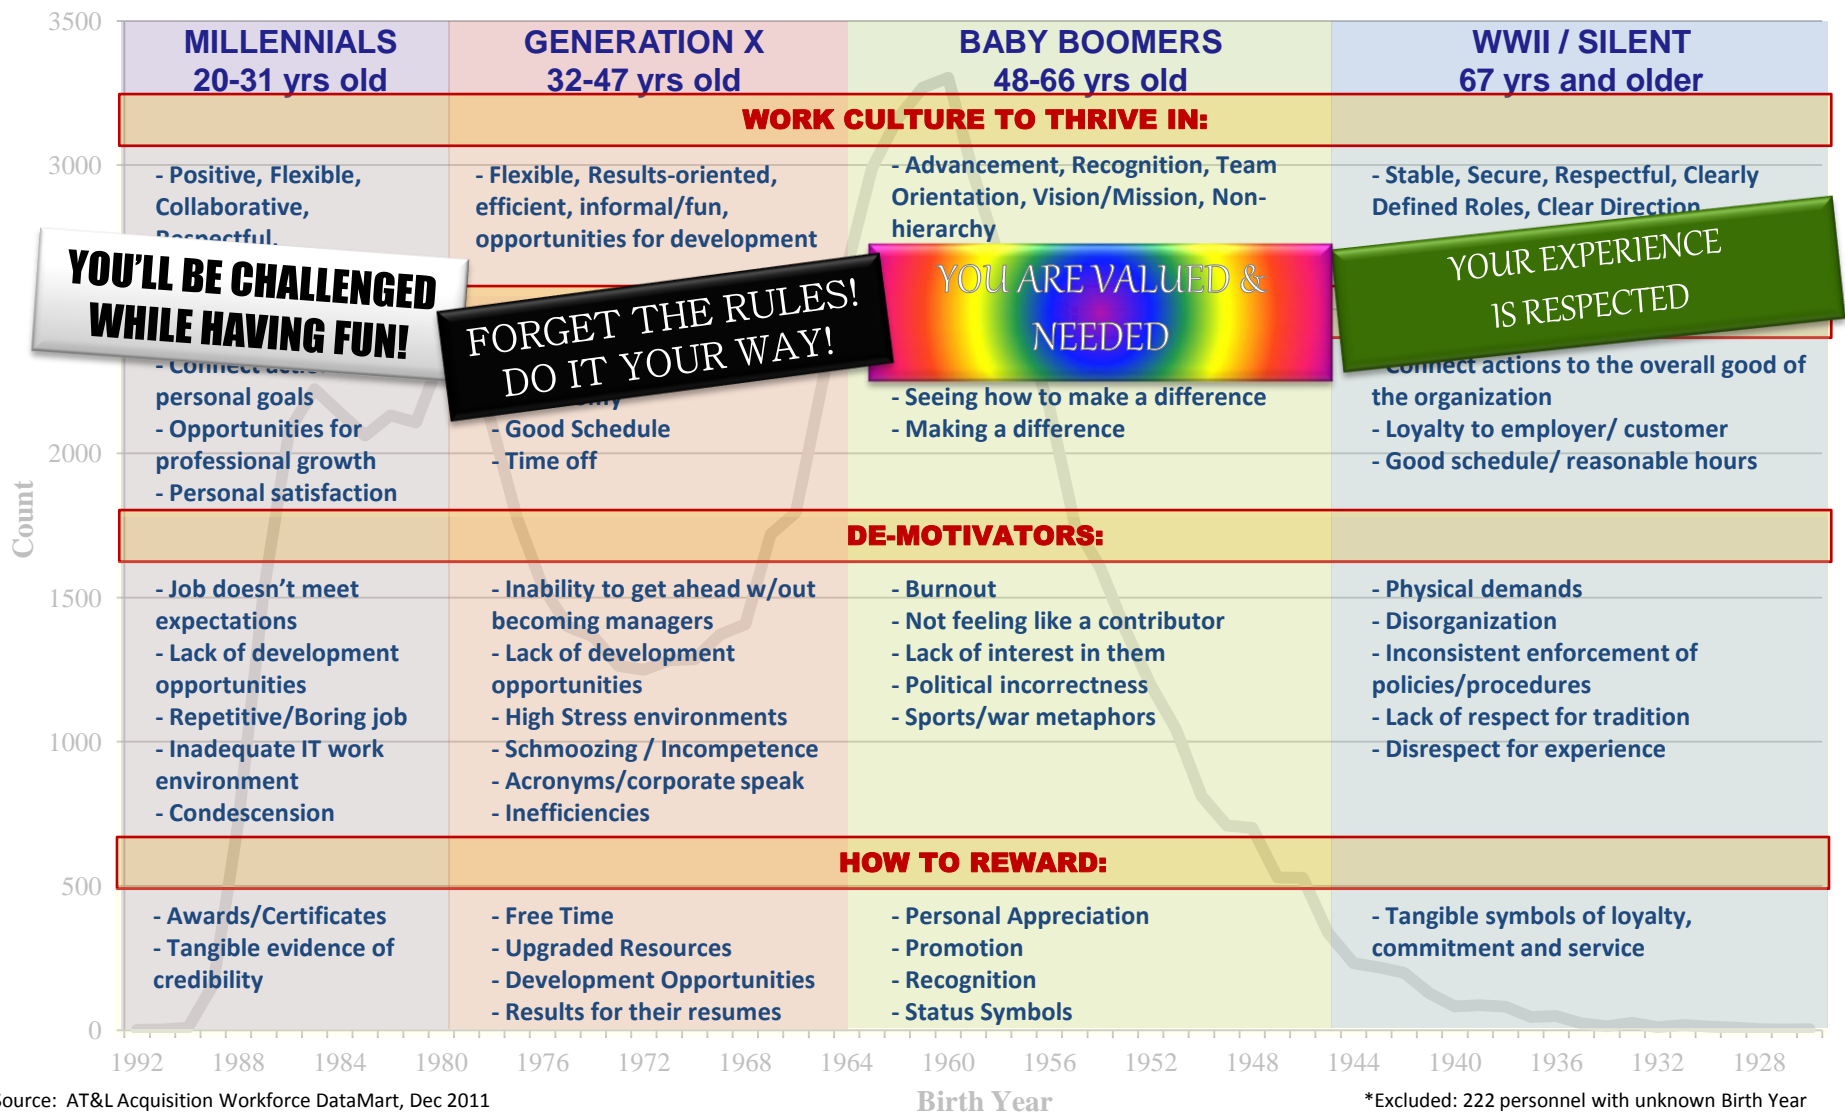 3500
3000
2000
1500
1000
500
0
Count
MILLENNIALS
20-31 yrs old
GENERATION X
32-47 yrs old
BABY BOOMERS
48-66 yrs old
WWII / SILENT
67 yrs and older
WORK CULTURE TO THRIVE IN:
- Positive, Flexible,
Collaborative,
Respectful,
- Flexible, Results-oriented,
efficient, informal/fun,
opportunities for development
- Advancement, Recognition, Team
Orientation, Vision/Mission, Non-
hierarchy
- Stable, Secure, Respectful, Clearly
Defined Roles, Clear Direction
YOU'LL BE CHALLENGED
WHILE HAVING FUN!
FORGET THE RULES!
DO IT YOUR WAY!
YOU ARE VALUED &
NEEDED
YOUR EXPERIENCE
IS RESPECTED
- Connect
personal goals
- Opportunities for
professional growth
- Personal satisfaction
- Good Schedule
- Time off
- Seeing how to make a difference
- Making a difference
- Connect actions to the overall good of
the organization
- Loyalty to employer/ customer
- Good schedule/ reasonable hours
DE-MOTIVATORS:
- Job doesn't meet
expectations
- Lack of development
opportunities
- Repetitive/Boring job
- Inadequate IT work
environment
- Condescension
- Inability to get ahead w/out
becoming managers
- Lack of development
opportunities
- High Stress environments
- Schmoozing / Incompetence
- Acronyms/corporate speak
- Inefficiencies
- Burnout
- Not feeling like a contributor
- Lack of interest in them
- Political incorrectness
- Sports/war metaphors
- Physical demands
- Disorganization
- Inconsistent enforcement of
policies/procedures
- Lack of respect for tradition
- Disrespect for experience
HOW TO REWARD:
- Awards/Certificates
- Tangible evidence of
credibility
- Free Time
- Upgraded Resources
- Development Opportunities
- Results for their resumes
- Personal Appreciation
- Promotion
- Recognition
- Status Symbols
- Tangible symbols of loyalty,
commitment and service
1992 1988 1984 1980 1976 1972 1968 1964 1960 1956 1952 1948 1944 1940 1936 1932 1928
Birth Year
Source: AT&L Acquisition Workforce DataMart, Dec 2011
*Excluded: 222 personnel with unknown Birth Year